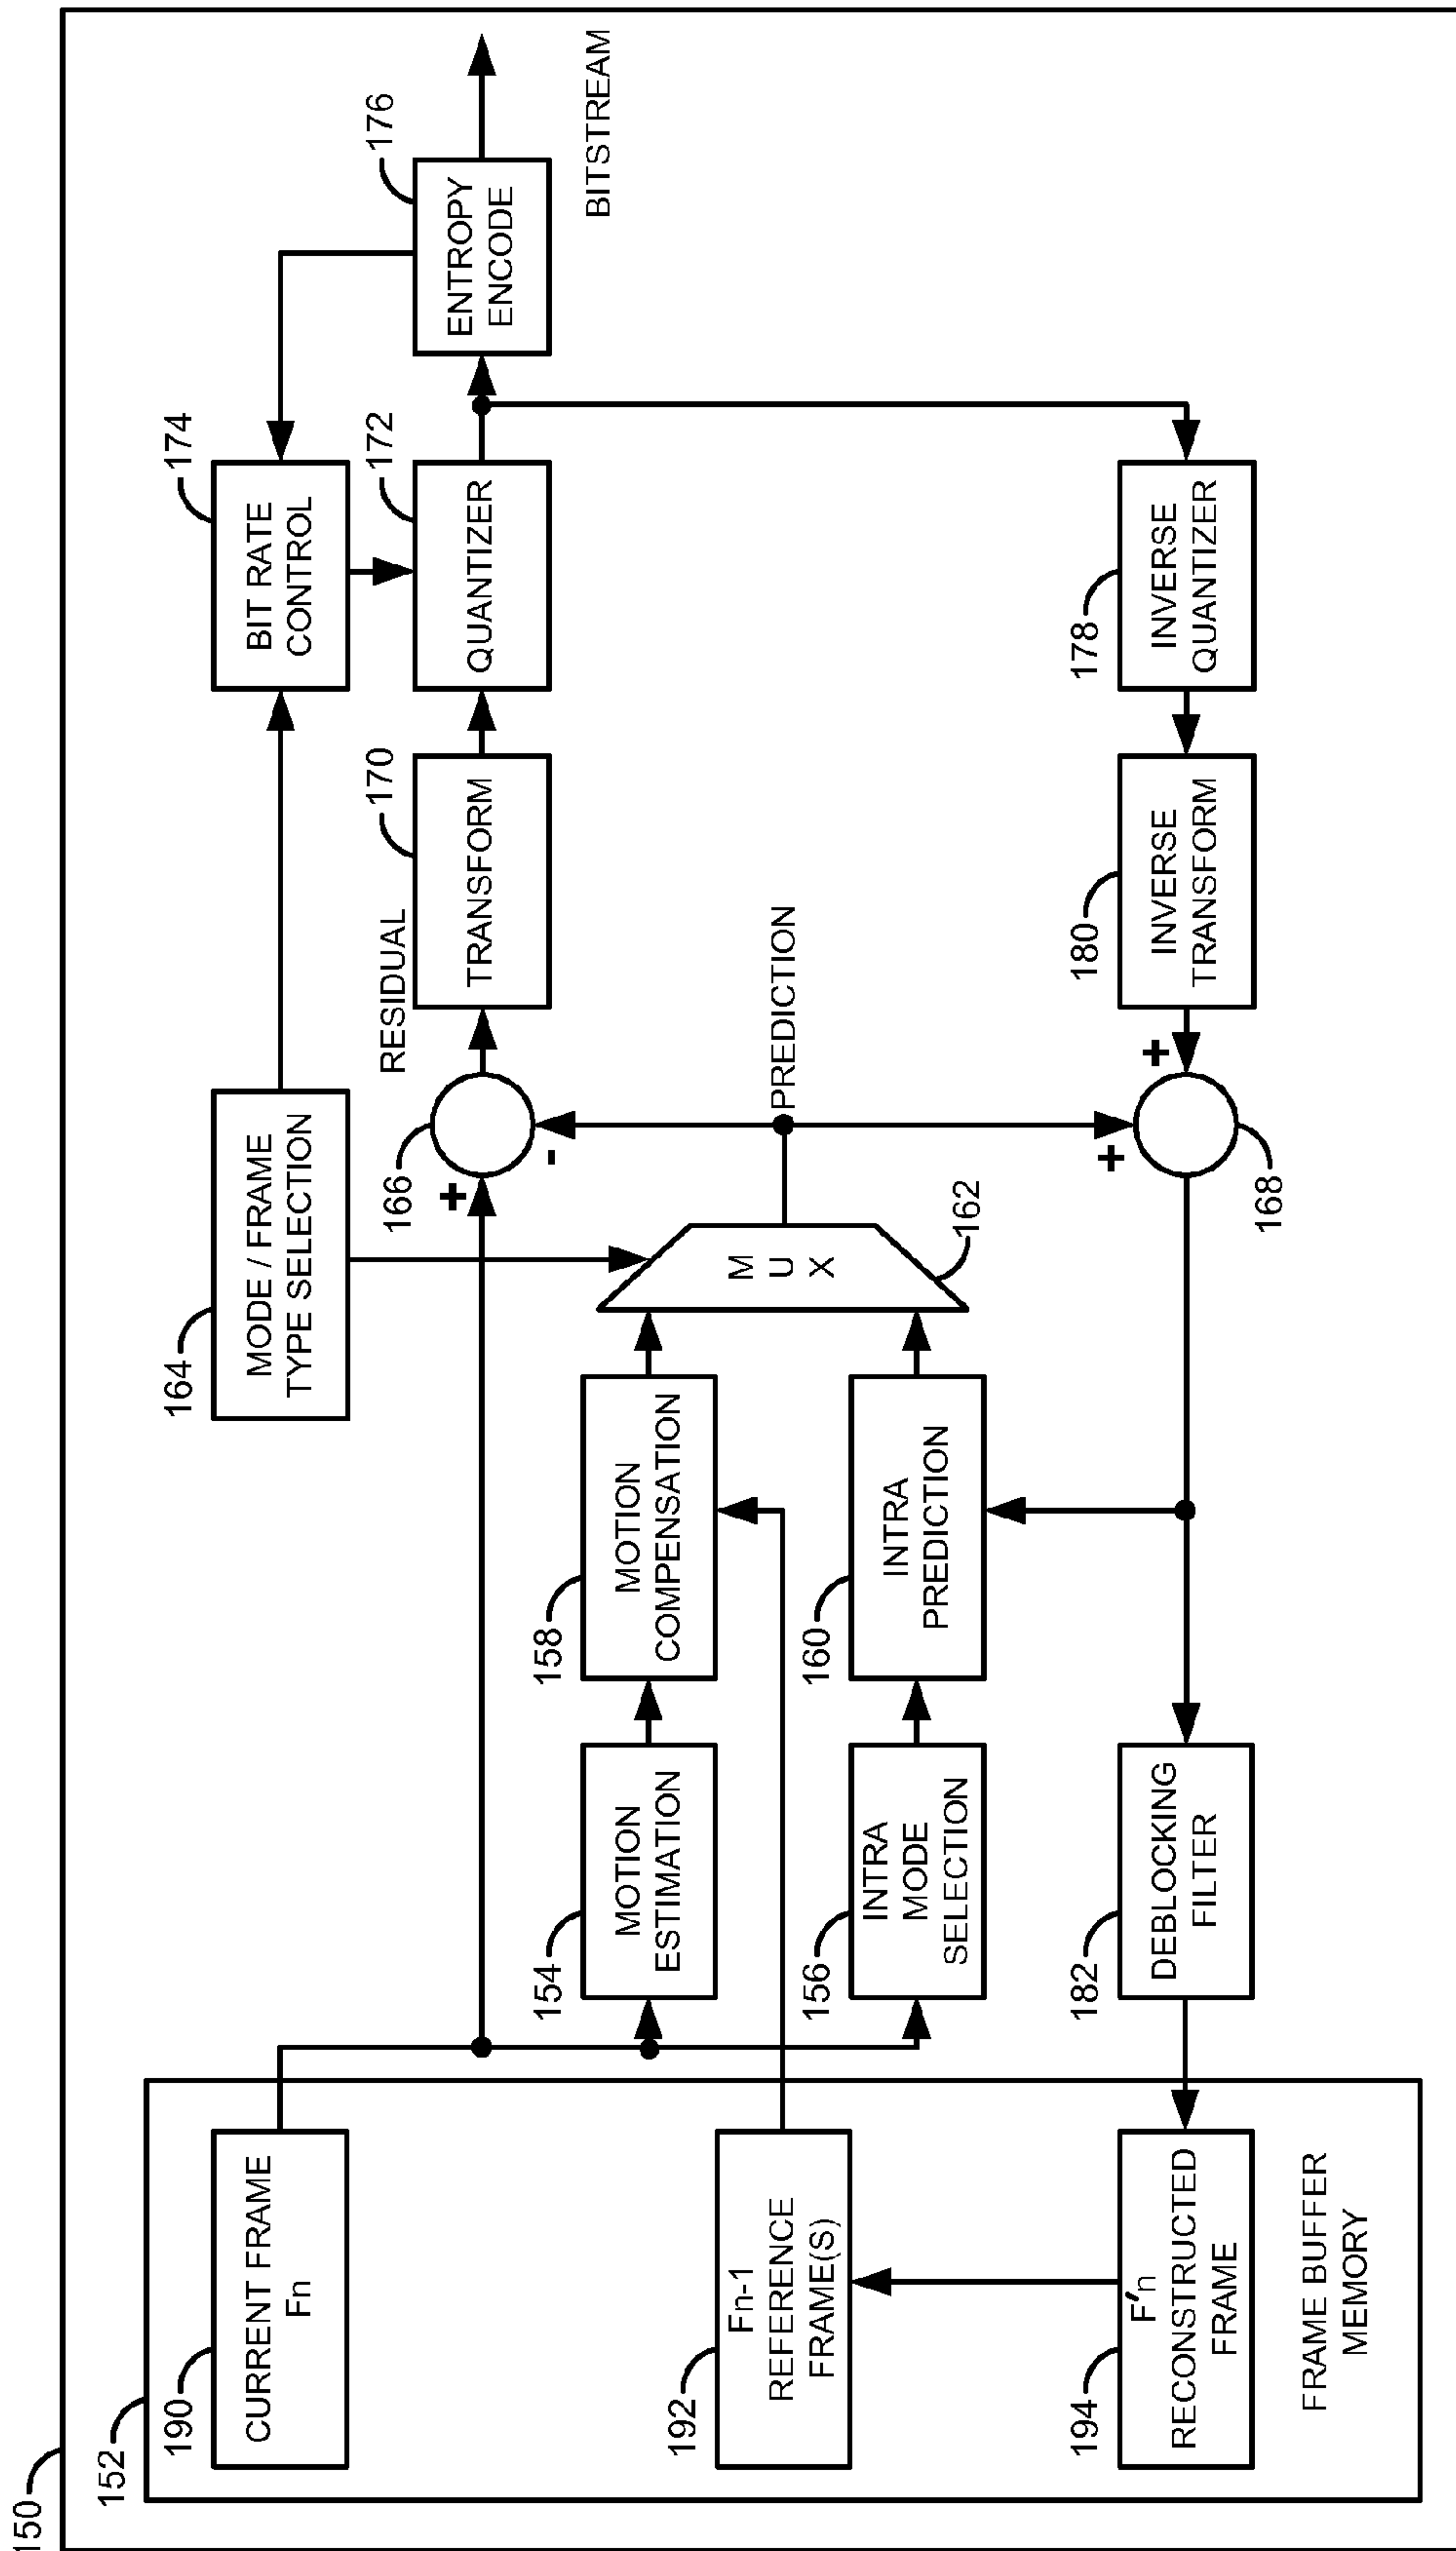 150
152
190
CURRENT FRAME
Fn
192
Fn-1
REFERENCE
FRAME(S)
194
F'n
RECONSTRUCTED
FRAME
FRAME BUFFER
MEMORY
154
MOTION
ESTIMATION
156
INTRA
MODE
SELECTION
182
DEBLOCKING
FILTER
158
MOTION
COMPENSATION
160
INTRA
PREDICTION
164
MODE / FRAME
TYPE SELECTION
M
U
X
162
166
+
-
RESIDUAL
PREDICTION
168
+
+
170
TRANSFORM
180
INVERSE
TRANSFORM
174
BIT RATE
CONTROL
172
QUANTIZER
178
INVERSE
QUANTIZER
176
ENTROPY
ENCODE
BITSTREAM